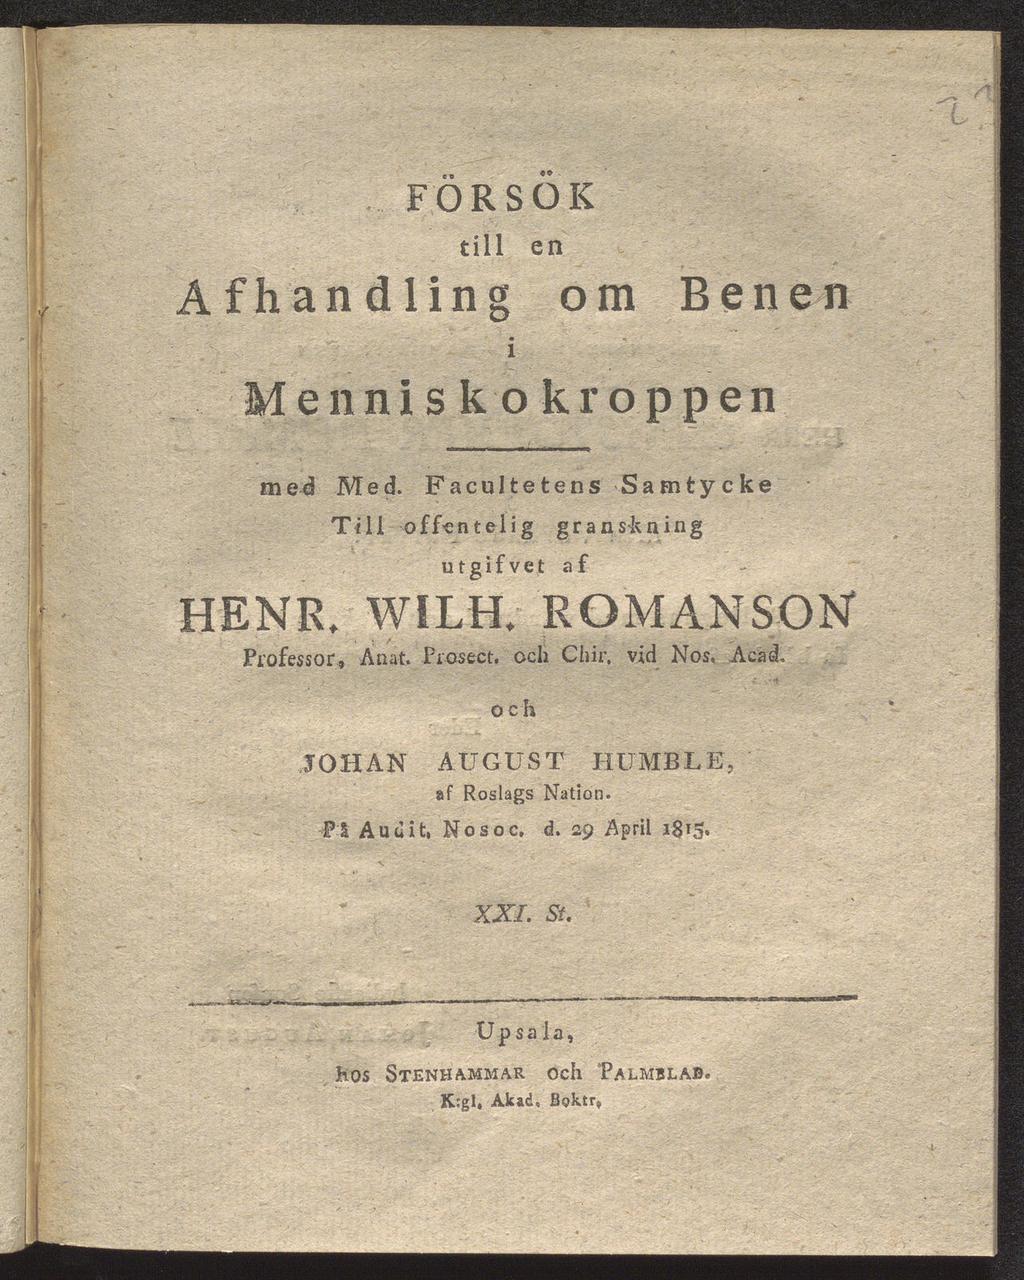 FÖRSÖK
till en
Afhandling om Benen
i
Menniskokroppen
med Med. Facultetens Samtycke
Till offentelig granskning
utgifvet af
HENR. WILH. ROMANSON
Professor, Anat. Prosect. och Chir. vid Nos. Acad.
och
JOHAN AUGUST HUMBLE,
af Roslags Nation.
På Audit. Nosoc. d. 29 April 1815.
XXI. St.
Upsala,
hos STENHAMMAR och PALMBLAD.
K:gl. Akad. Boktr.